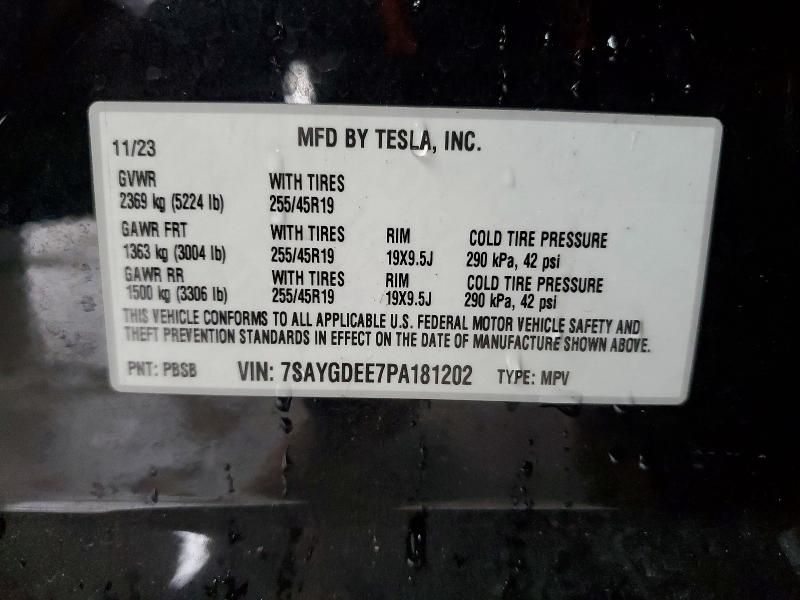 MFD BY TESLA, INC.
11/23
GVWR WITH TIRES
2369 kg (5224 lb) 255/45R19
GAWR FRT WITH TIRES RIM COLD TIRE PRESSURE
1363 kg (3004 lb) 255/45R19 19X9.5J 290 kPa, 42 psi
GAWR RR WITH TIRES RIM COLD TIRE PRESSURE
1500 kg (3306 lb) 255/45R19 19X9.5J 290 kPa, 42 psi
THIS VEHICLE CONFORMS TO ALL APPLICABLE U.S. FEDERAL MOTOR VEHICLE SAFETY AND
THEFT PREVENTION STANDARDS IN EFFECT ON THE DATE OF MANUFACTURE SHOWN ABOVE.
PNT: PBSB VIN: 7SAYGDEE7PA181202 TYPE: MPV